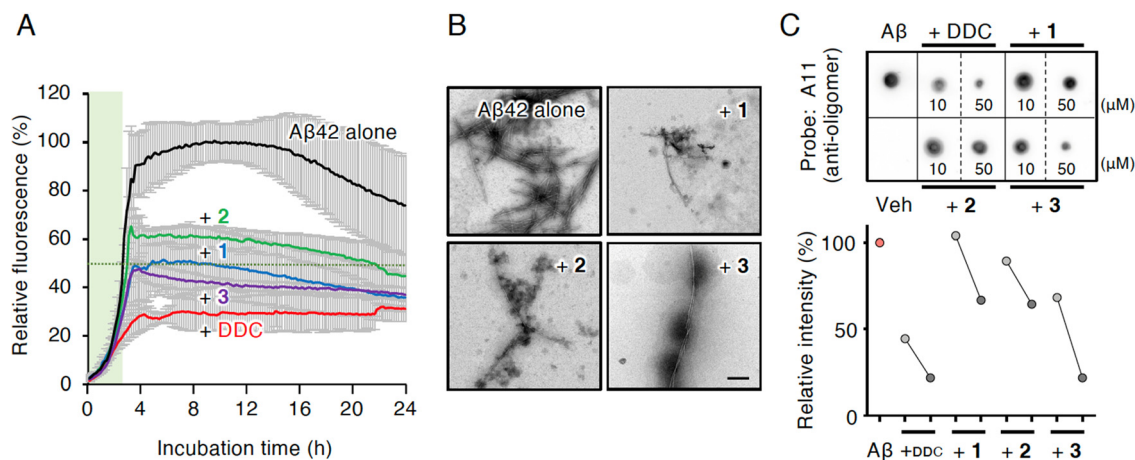 A
120
100
80
60
40
20
0
Relative fluorescence (%)
Aβ42 alone
+ 2
+ 1
+ 3
+ DDC
0 4 8 12 16 20 24
Incubation time (h)
B
Aβ42 alone
+ 1
+ 2
+ 3
C
Probe: A11
(anti-oligomer)
Aβ + DDC + 1
10 50 10 50 (μM)
10 50 10 50 (μM)
Veh + 2 + 3
Relative intensity (%)
100
50
0
Aβ +DDC + 1 + 2 + 3